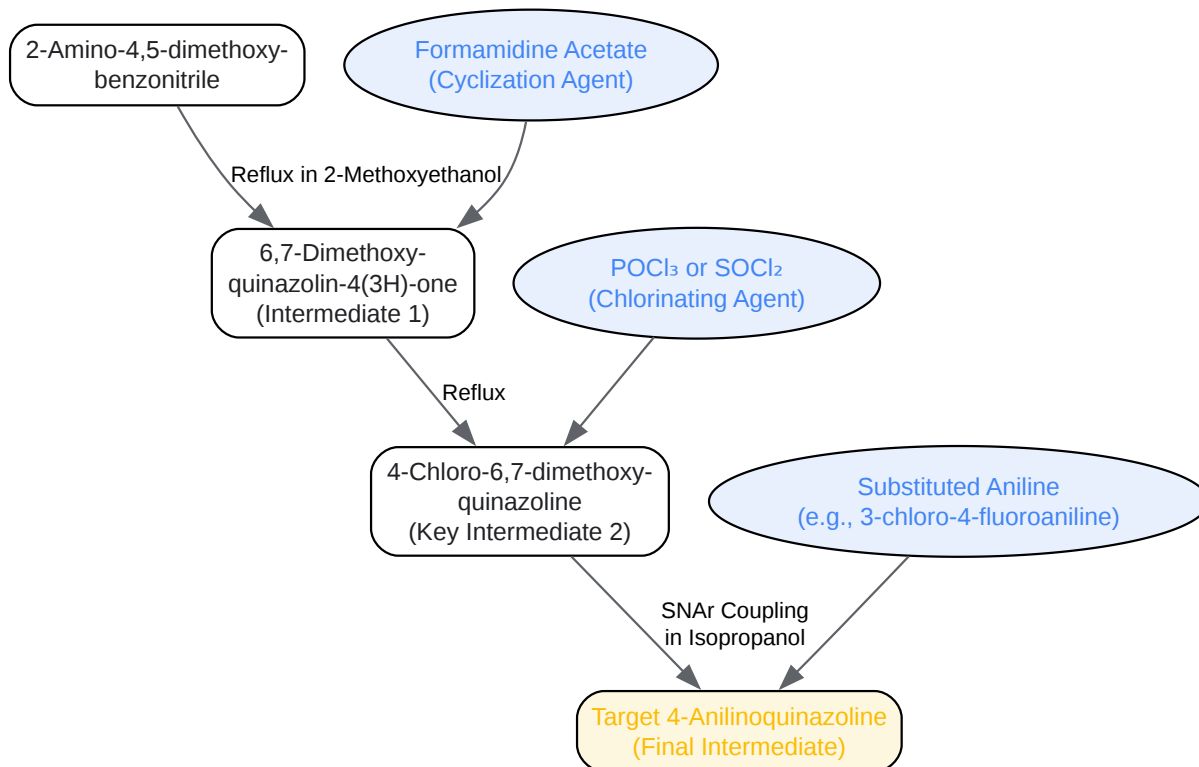 2-Amino-4,5-dimethoxy-
benzonitrile
Formamidine Acetate
(Cyclization Agent)
Reflux in 2-Methoxyethanol
6,7-Dimethoxy-
quinazolin-4(3H)-one
(Intermediate 1)
POCl₃ or SOCl₂
(Chlorinating Agent)
Reflux
4-Chloro-6,7-dimethoxy-
quinazoline
(Key Intermediate 2)
Substituted Aniline
(e.g., 3-chloro-4-fluoroaniline)
SNAr Coupling
in Isopropanol
Target 4-Anilinoquinazoline
(Final Intermediate)